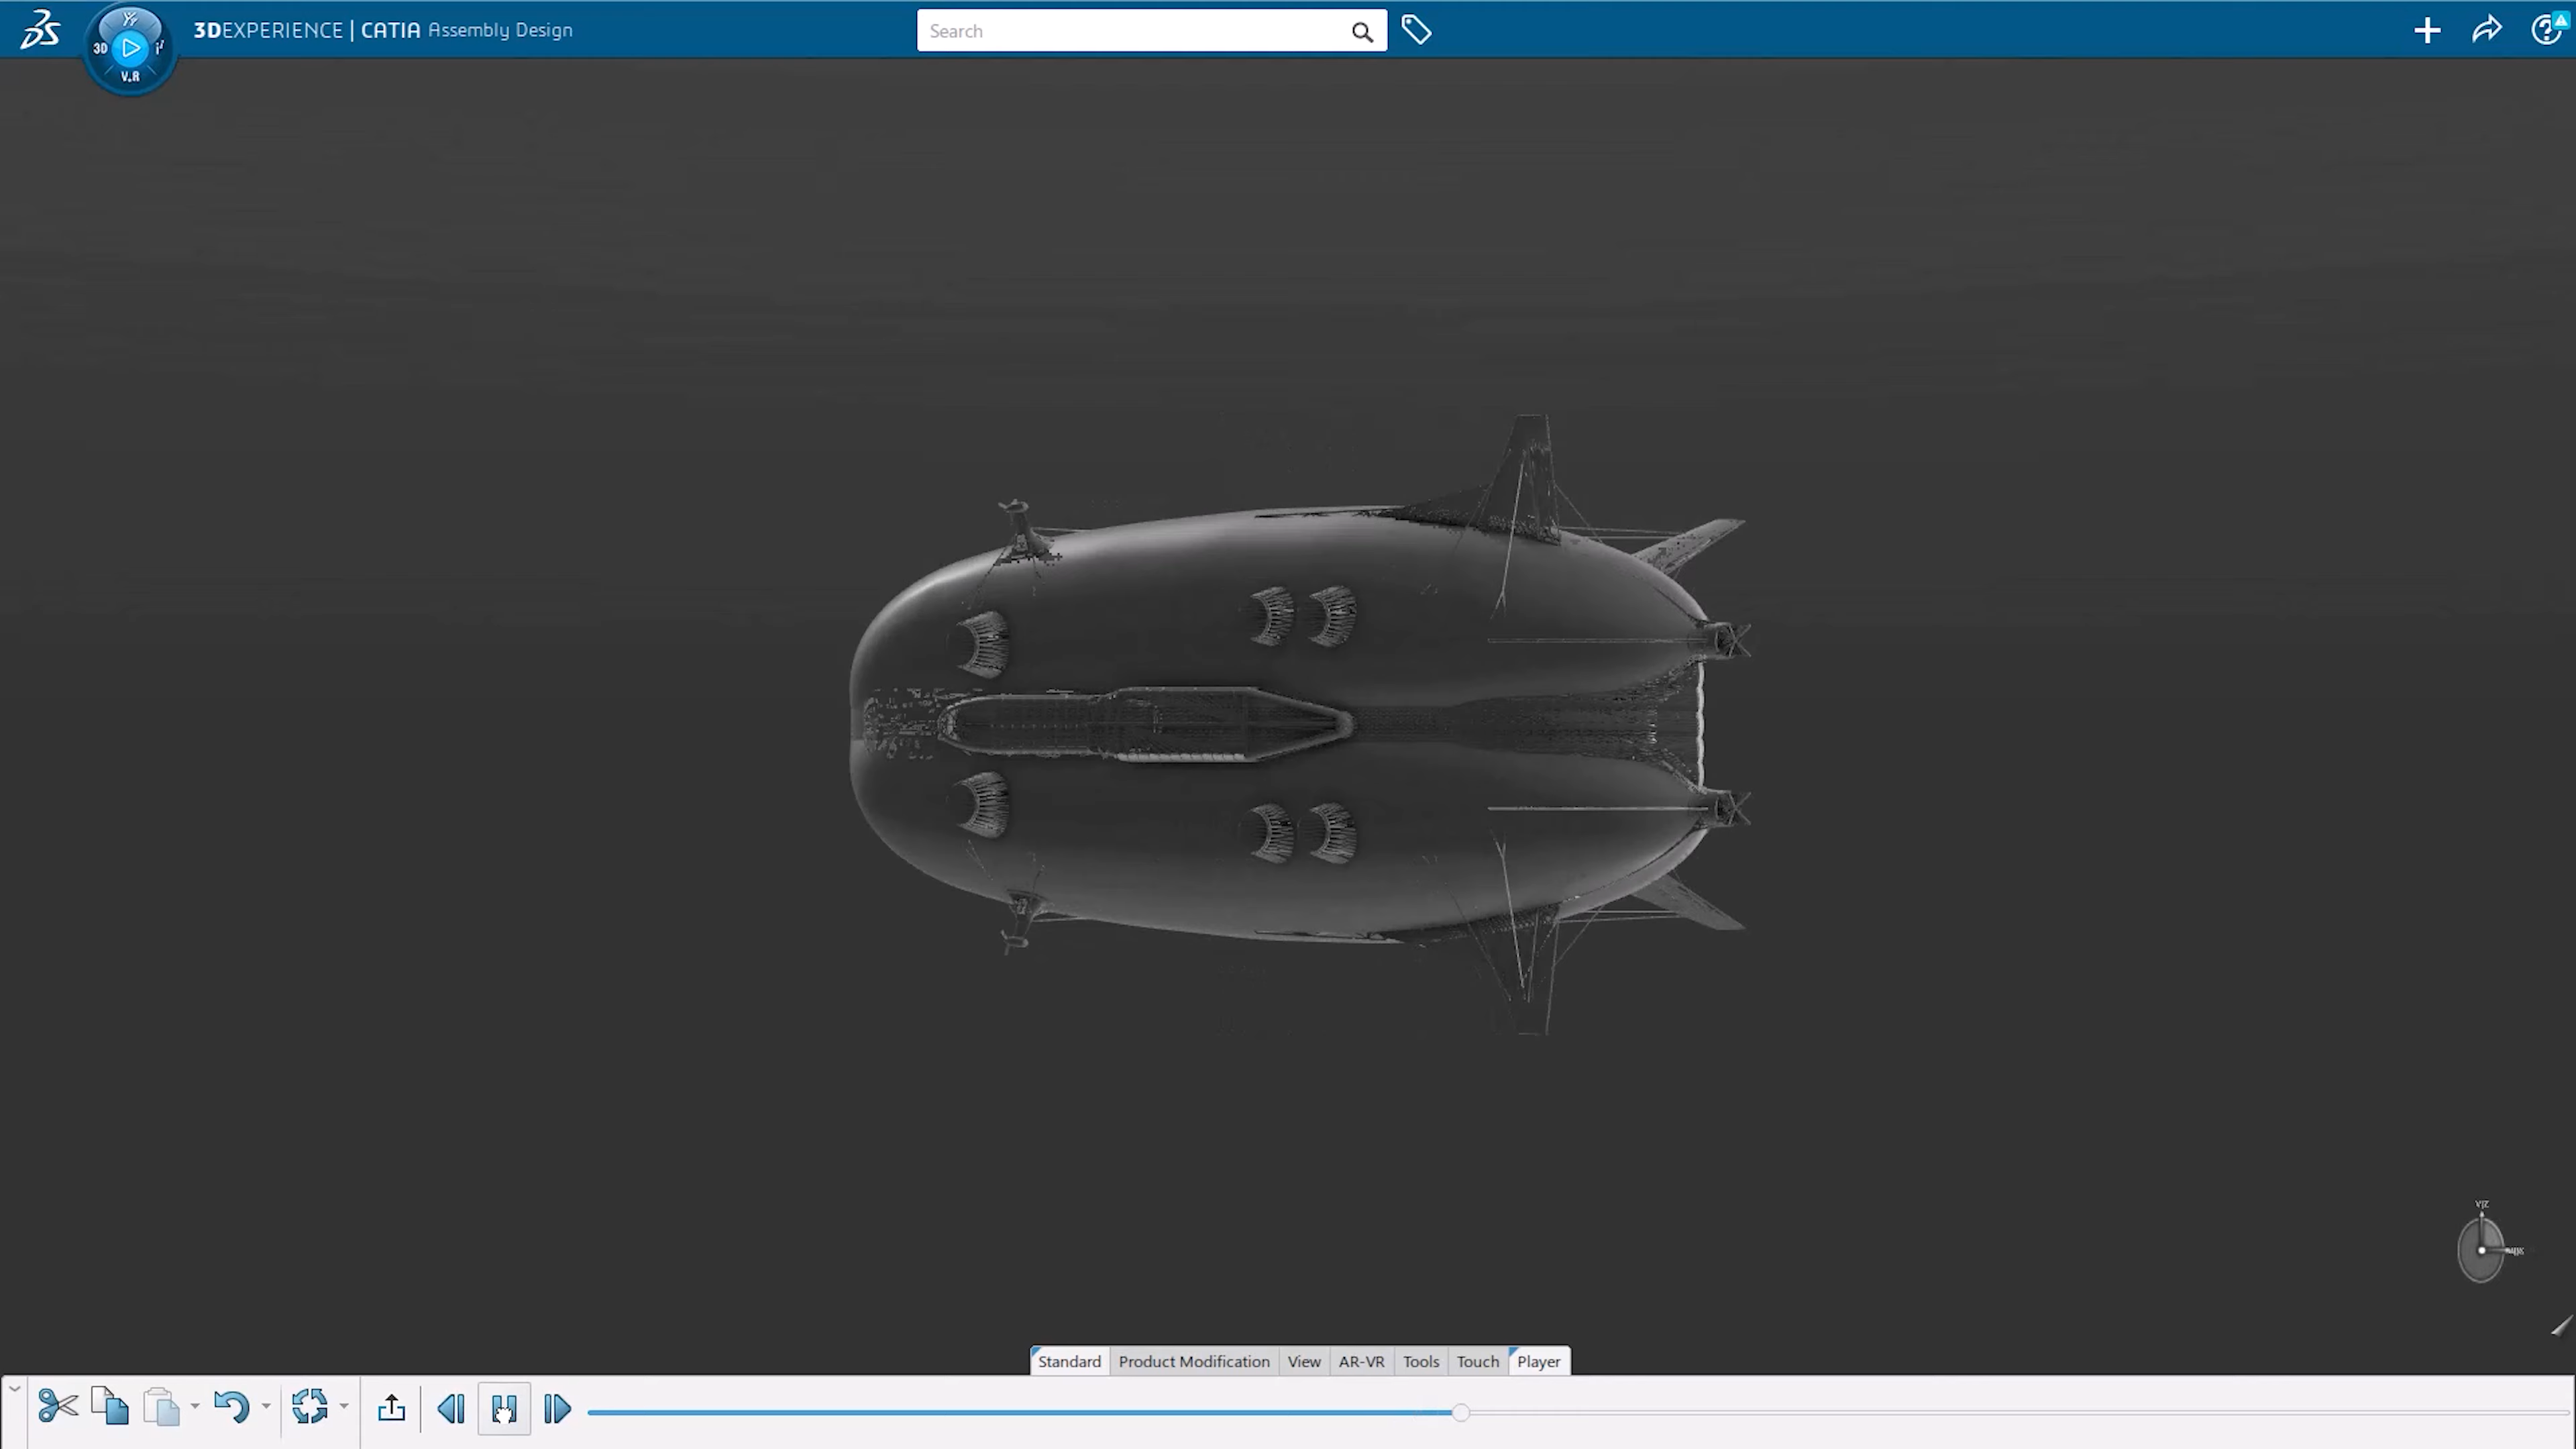 3DEXPERIENCE | CATIA Assembly Design
Search
3D
V.R
Standard
Product Modification
View
AR-VR
Tools
Touch
Player